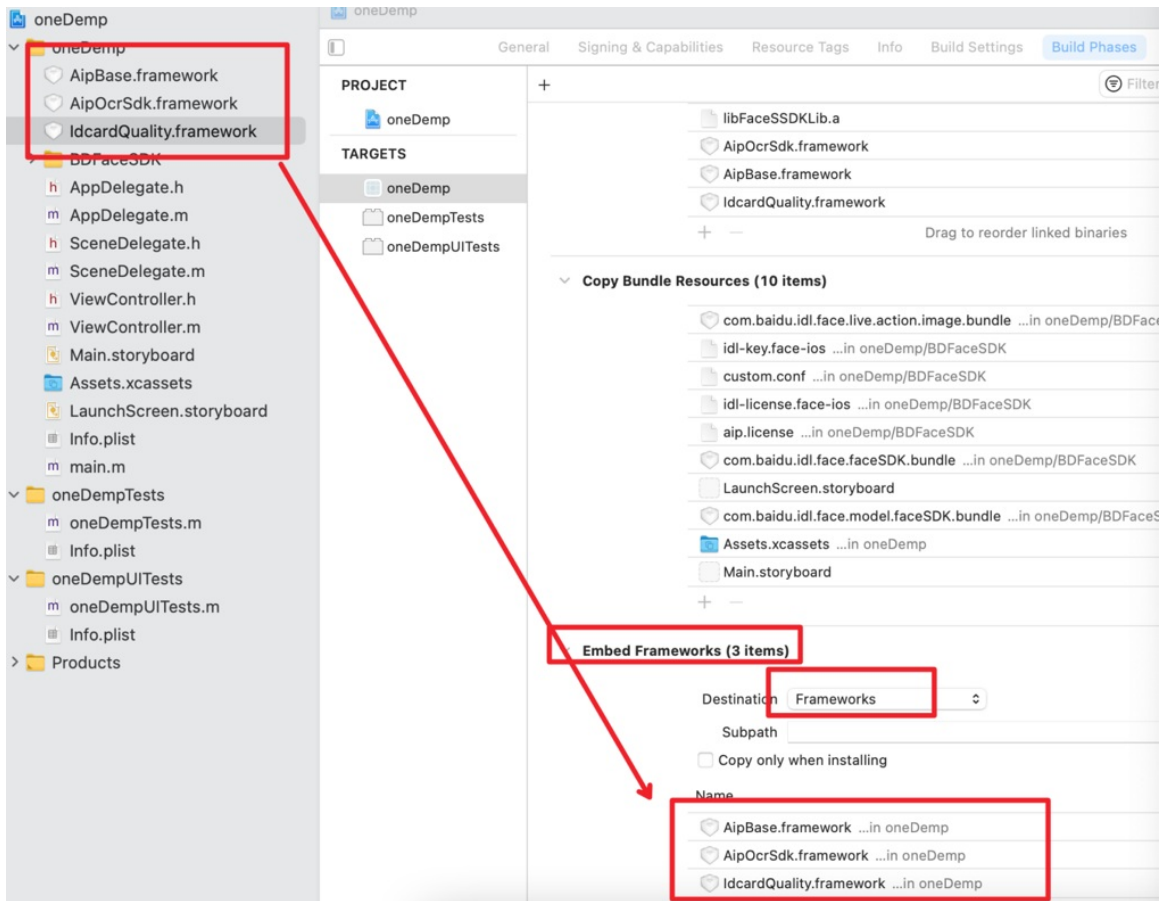 oneDemp
oneDemp
AipBase.framework
AipOcrSdk.framework
IdcardQuality.framework
BDFaceSDK
h AppDelegate.h
m AppDelegate.m
h SceneDelegate.h
m SceneDelegate.m
h ViewController.h
m ViewController.m
Main.storyboard
Assets.xcassets
LaunchScreen.storyboard
Info.plist
m main.m
oneDempTests
m oneDempTests.m
Info.plist
oneDempUITests
m oneDempUITests.m
Info.plist
Products
oneDemp
General Signing & Capabilities Resource Tags Info Build Settings Build Phases
PROJECT
oneDemp
TARGETS
oneDemp
oneDempTests
oneDempUITests
+ Filter
libFaceSSDKLib.a
AipOcrSdk.framework
AipBase.framework
IdcardQuality.framework
+ — Drag to reorder linked binaries
Copy Bundle Resources (10 items)
com.baidu.idl.face.live.action.image.bundle ...in oneDemp/BDFace
idl-key.face-ios ...in oneDemp/BDFaceSDK
custom.conf ...in oneDemp/BDFaceSDK
idl-license.face-ios ...in oneDemp/BDFaceSDK
aip.license ...in oneDemp/BDFaceSDK
com.baidu.idl.face.faceSDK.bundle ...in oneDemp/BDFaceSDK
LaunchScreen.storyboard
com.baidu.idl.face.model.faceSDK.bundle ...in oneDemp/BDFaceS
Assets.xcassets ...in oneDemp
Main.storyboard
+ —
Embed Frameworks (3 items)
Destination Frameworks
Subpath
Copy only when installing
Name
AipBase.framework ...in oneDemp
AipOcrSdk.framework ...in oneDemp
IdcardQuality.framework ...in oneDemp